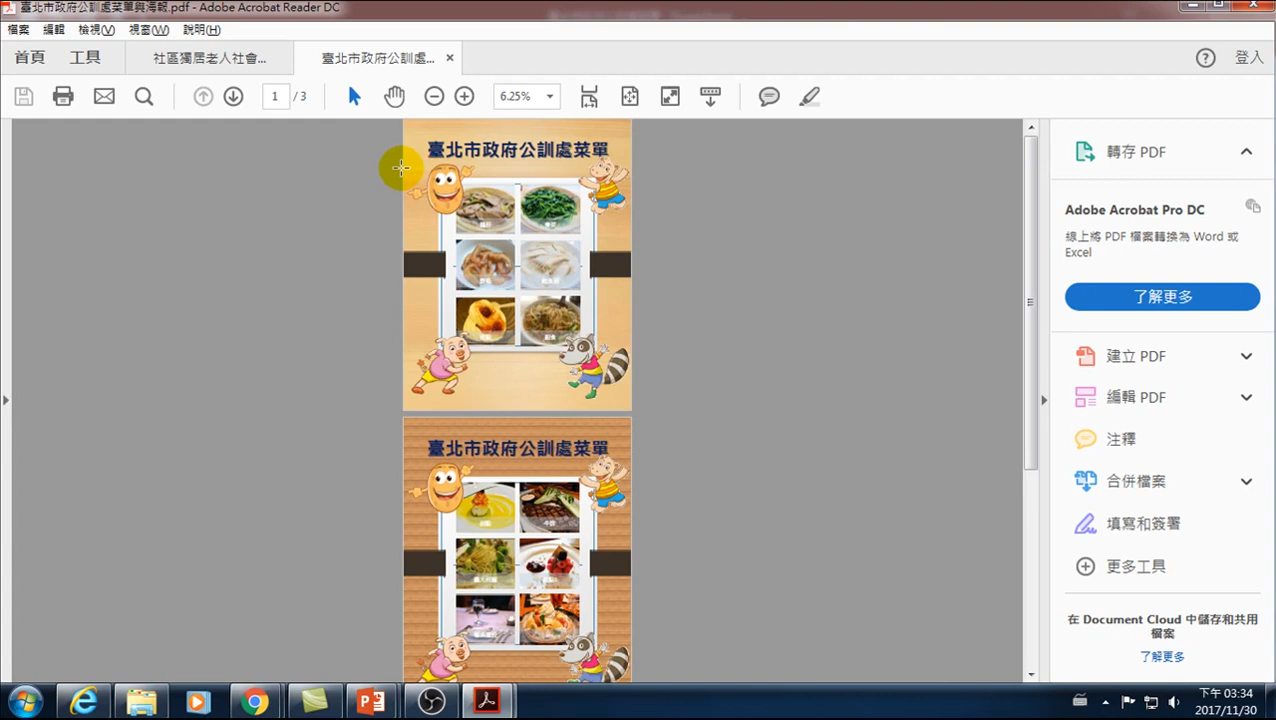 臺北市政府公訓處菜單與海報.pdf - Adobe Acrobat Reader DC
檔案 編輯 檢視(V) 視窗(W) 說明(H)
首頁 工具 社區獨居老人社會... 臺北市政府公訓處... × 登入
1 / 3 6.25%
臺北市政府公訓處菜單
臺北市政府公訓處菜單
轉存 PDF
Adobe Acrobat Pro DC
線上將 PDF 檔案轉換為 Word 或
Excel
了解更多
建立 PDF
編輯 PDF
注釋
合併檔案
填寫和簽署
更多工具
在 Document Cloud 中儲存和共用
檔案
了解更多
下午 03:34
2017/11/30